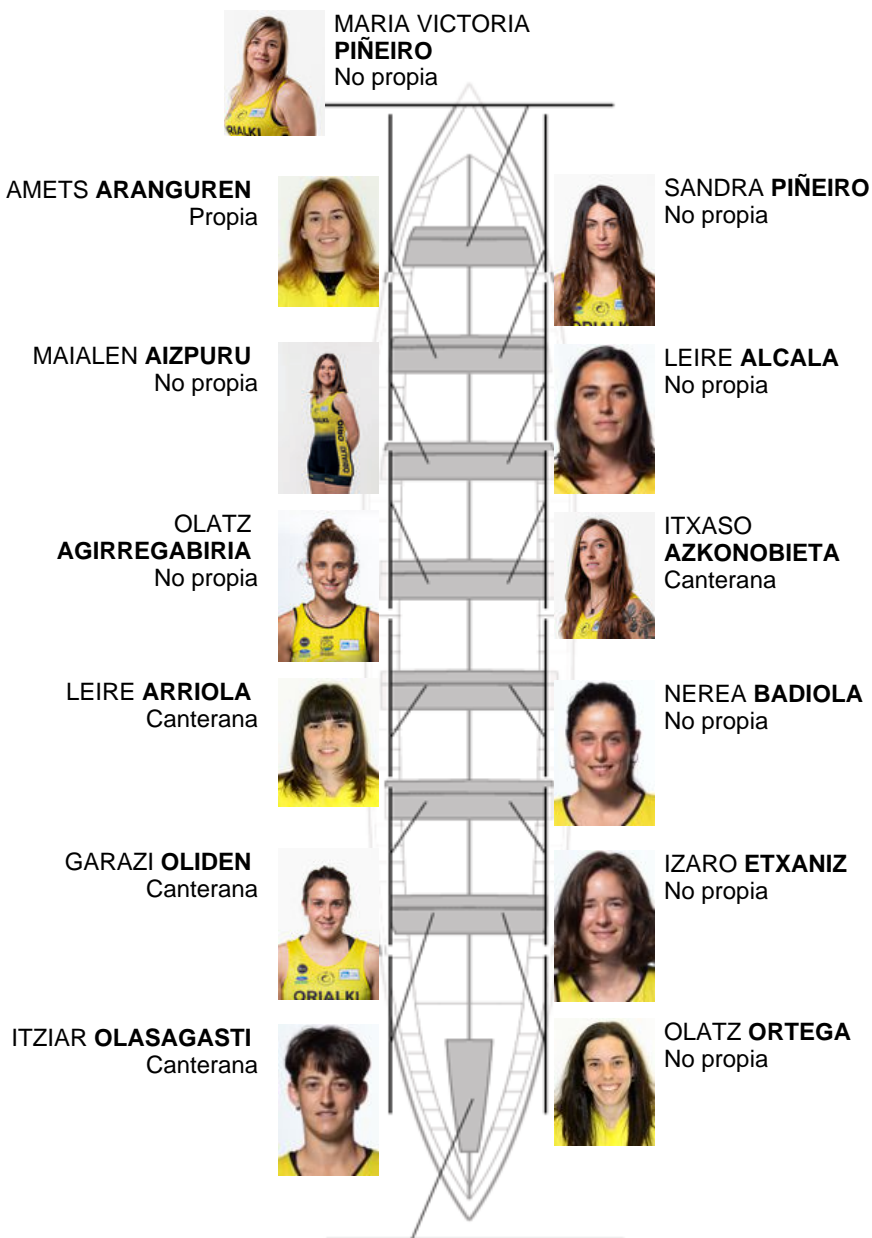 MARIA VICTORIA
PIÑEIRO
No propia
AMETS ARANGUREN
Propia
SANDRA PIÑEIRO
No propia
MAIALEN AIZPURU
No propia
LEIRE ALCALA
No propia
OLATZ
AGIRREGABIRIA
No propia
ITXASO
AZKONOBIETA
Canterana
LEIRE ARRIOLA
Canterana
NEREA BADIOLA
No propia
GARAZI OLIDEN
Canterana
ORIALKI
IZARO ETXANIZ
No propia
ITZIAR OLASAGASTI
Canterana
OLATZ ORTEGA
No propia